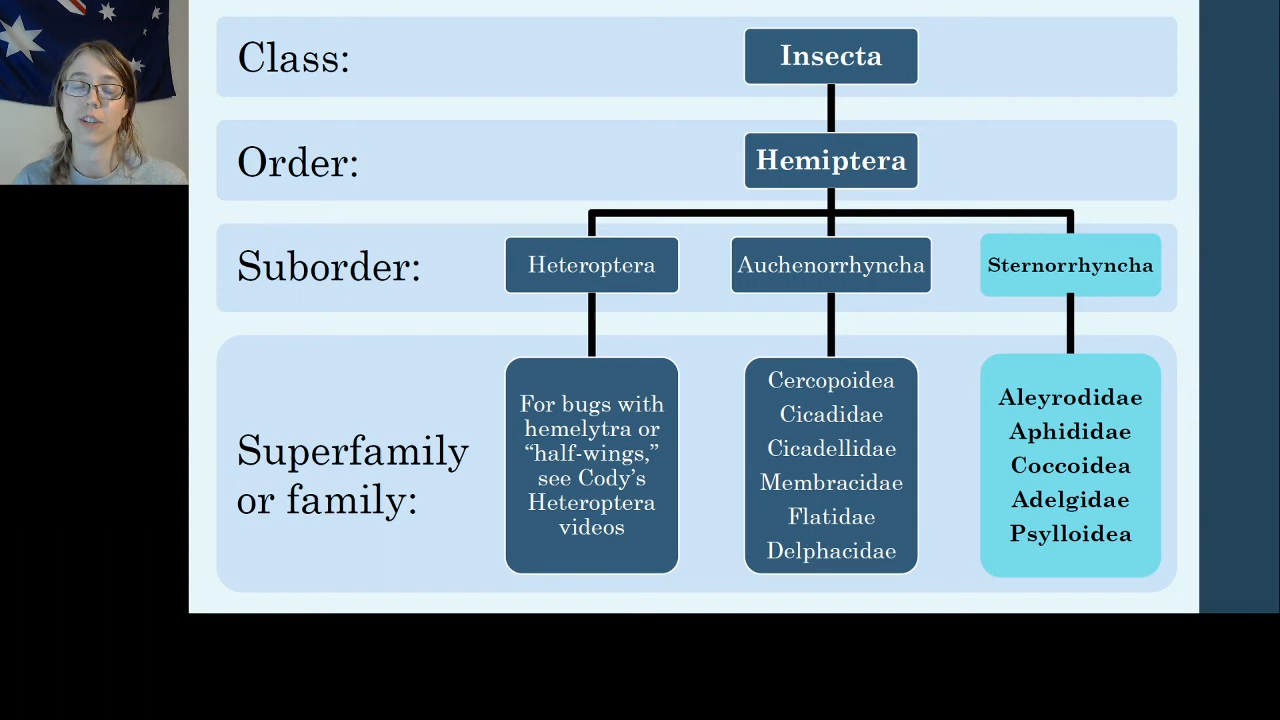 Class:
Insecta
Order:
Hemiptera
Suborder:
Heteroptera
Auchenorrhyncha
Sternorrhyncha
Superfamily
or family:
For bugs with
hemelytra or
“half-wings,”
see Cody’s
Heteroptera
videos
Cercopoidea
Cicadidae
Cicadellidae
Membracidae
Flatidae
Delphacidae
Aleyrodidae
Aphididae
Coccoidea
Adelgidae
Psylloidea